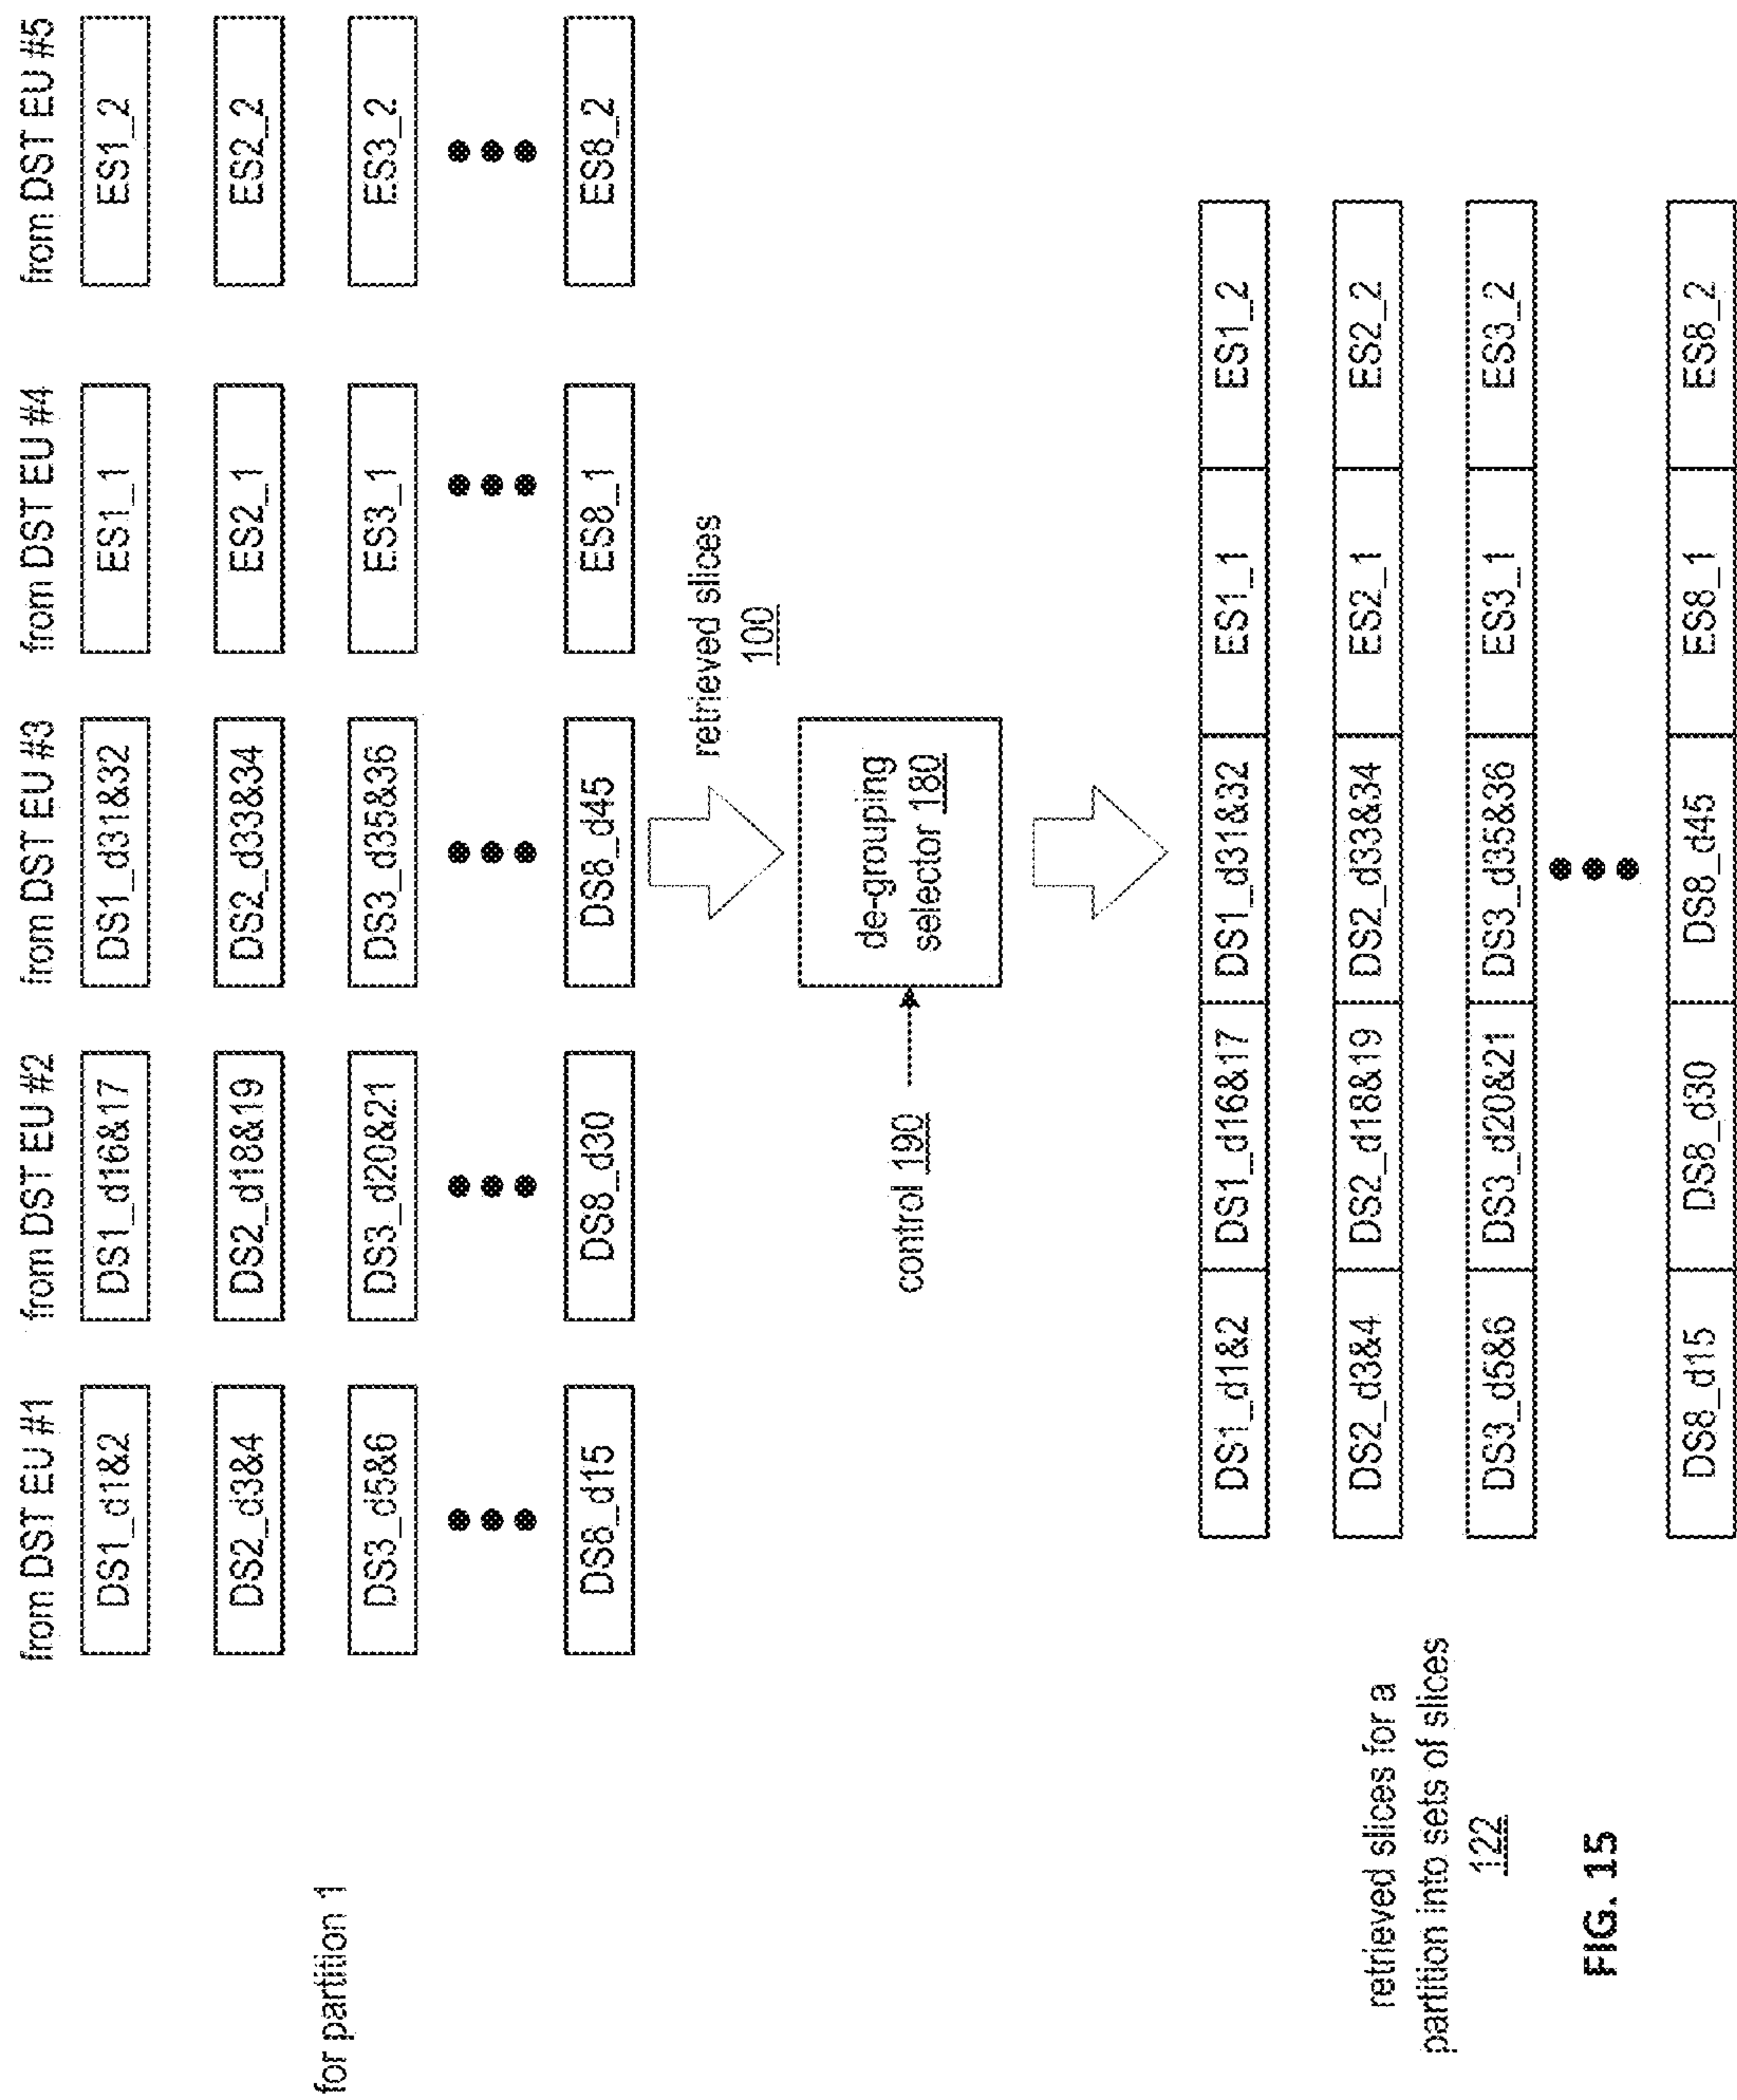 from DST EU #1 from DST EU #2 from DST EU #3 from DST EU #4 from DST EU #5
DS1_d1&2 DS1_d16&17 DS1_d31&32 ES1_1 ES1_2
DS2_d3&4 DS2_d18&19 DS2_d33&34 ES2_1 ES2_2
for partition 1
DS3_d5&6 DS3_d20&21 DS3_d35&36 ES3_1 ES3_2
DS8_d15 DS8_d30 DS8_d45 ES8_1 ES8_2
retrieved slices
100
control 190
de-grouping
selector 180
DS1_d1&2 DS1_d16&17 DS1_d31&32 ES1_1 ES1_2
DS2_d3&4 DS2_d18&19 DS2_d33&34 ES2_1 ES2_2
DS3_d5&6 DS3_d20&21 DS3_d35&36 ES3_1 ES3_2
DS8_d15 DS8_d30 DS8_d45 ES8_1 ES8_2
retrieved slices for a
partition into sets of slices
122
FIG. 15